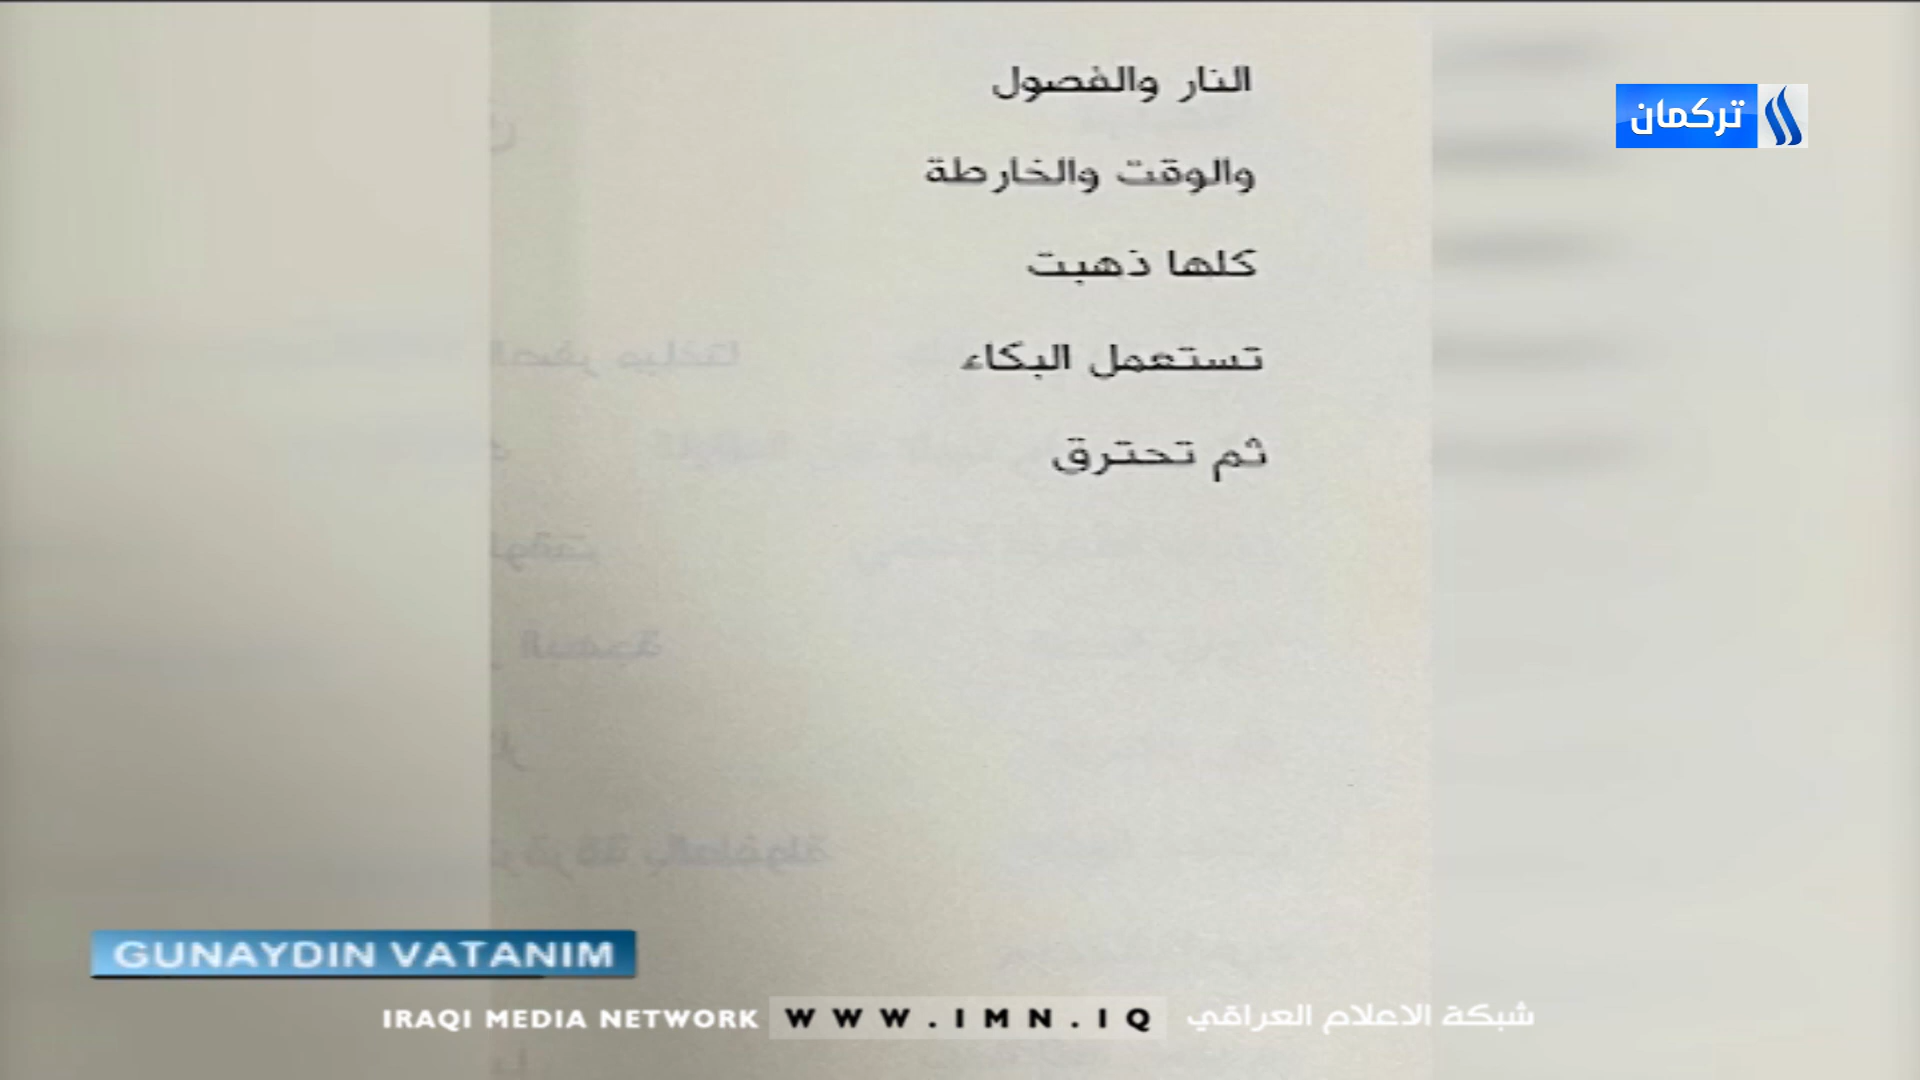 النار والفصول
تركمان
والوقت والخارطة
كلها ذهبت
تستعمل البكاء
ثم تحترق
GUNAYDIN VATANIM
IRAQI MEDIA NETWORK WWW.IMN.IQ شبكة الاعلام العراقي